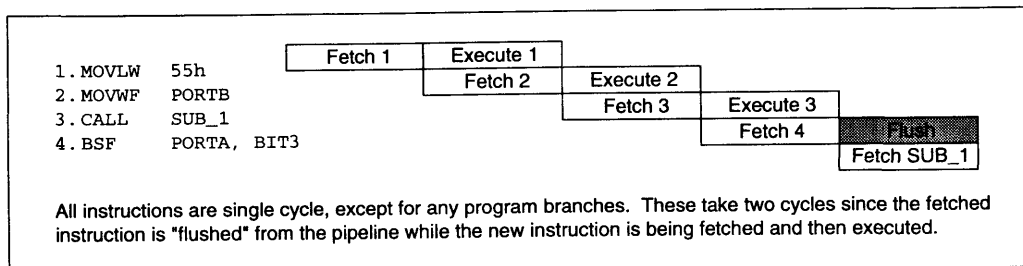 Fetch 1 Execute 1
1. MOVLW 55h
Fetch 2 Execute 2
2. MOVWF PORTB
Fetch 3 Execute 3
3. CALL SUB_1
Fetch 4 Flush
4. BSF PORTA, BIT3
Fetch SUB_1
All instructions are single cycle, except for any program branches. These take two cycles since the fetched
instruction is "flushed" from the pipeline while the new instruction is being fetched and then executed.